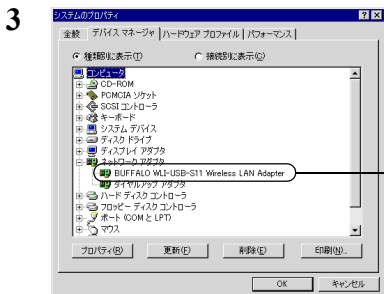 3
システムのプロパティ
全般 デバイス マネージャ ハードウェア プロファイル パフォーマンス
種類別に表示(T) 接続別に表示(C)
コンピュータ
CD-ROM
PCMCIA ソケット
SCSI コントローラ
キーボード
システム デバイス
ディスク ドライブ
ディスプレイ アダプタ
ネットワーク アダプタ
BUFFALO WLI-USB-S11 Wireless LAN Adapter
ダイヤルアップ アダプタ
ハード ディスク コントローラ
フロッピー ディスク コントローラ
ポート (COM と LPT)
マウス
プロパティ(R) 更新(F) 削除(E) 印刷(N)...
OK キャンセル